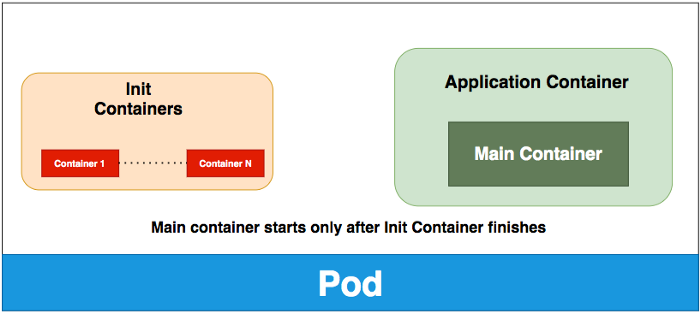 Init
Containers
Container 1
Container N
Application Container
Main Container
Main container starts only after Init Container finishes
Pod